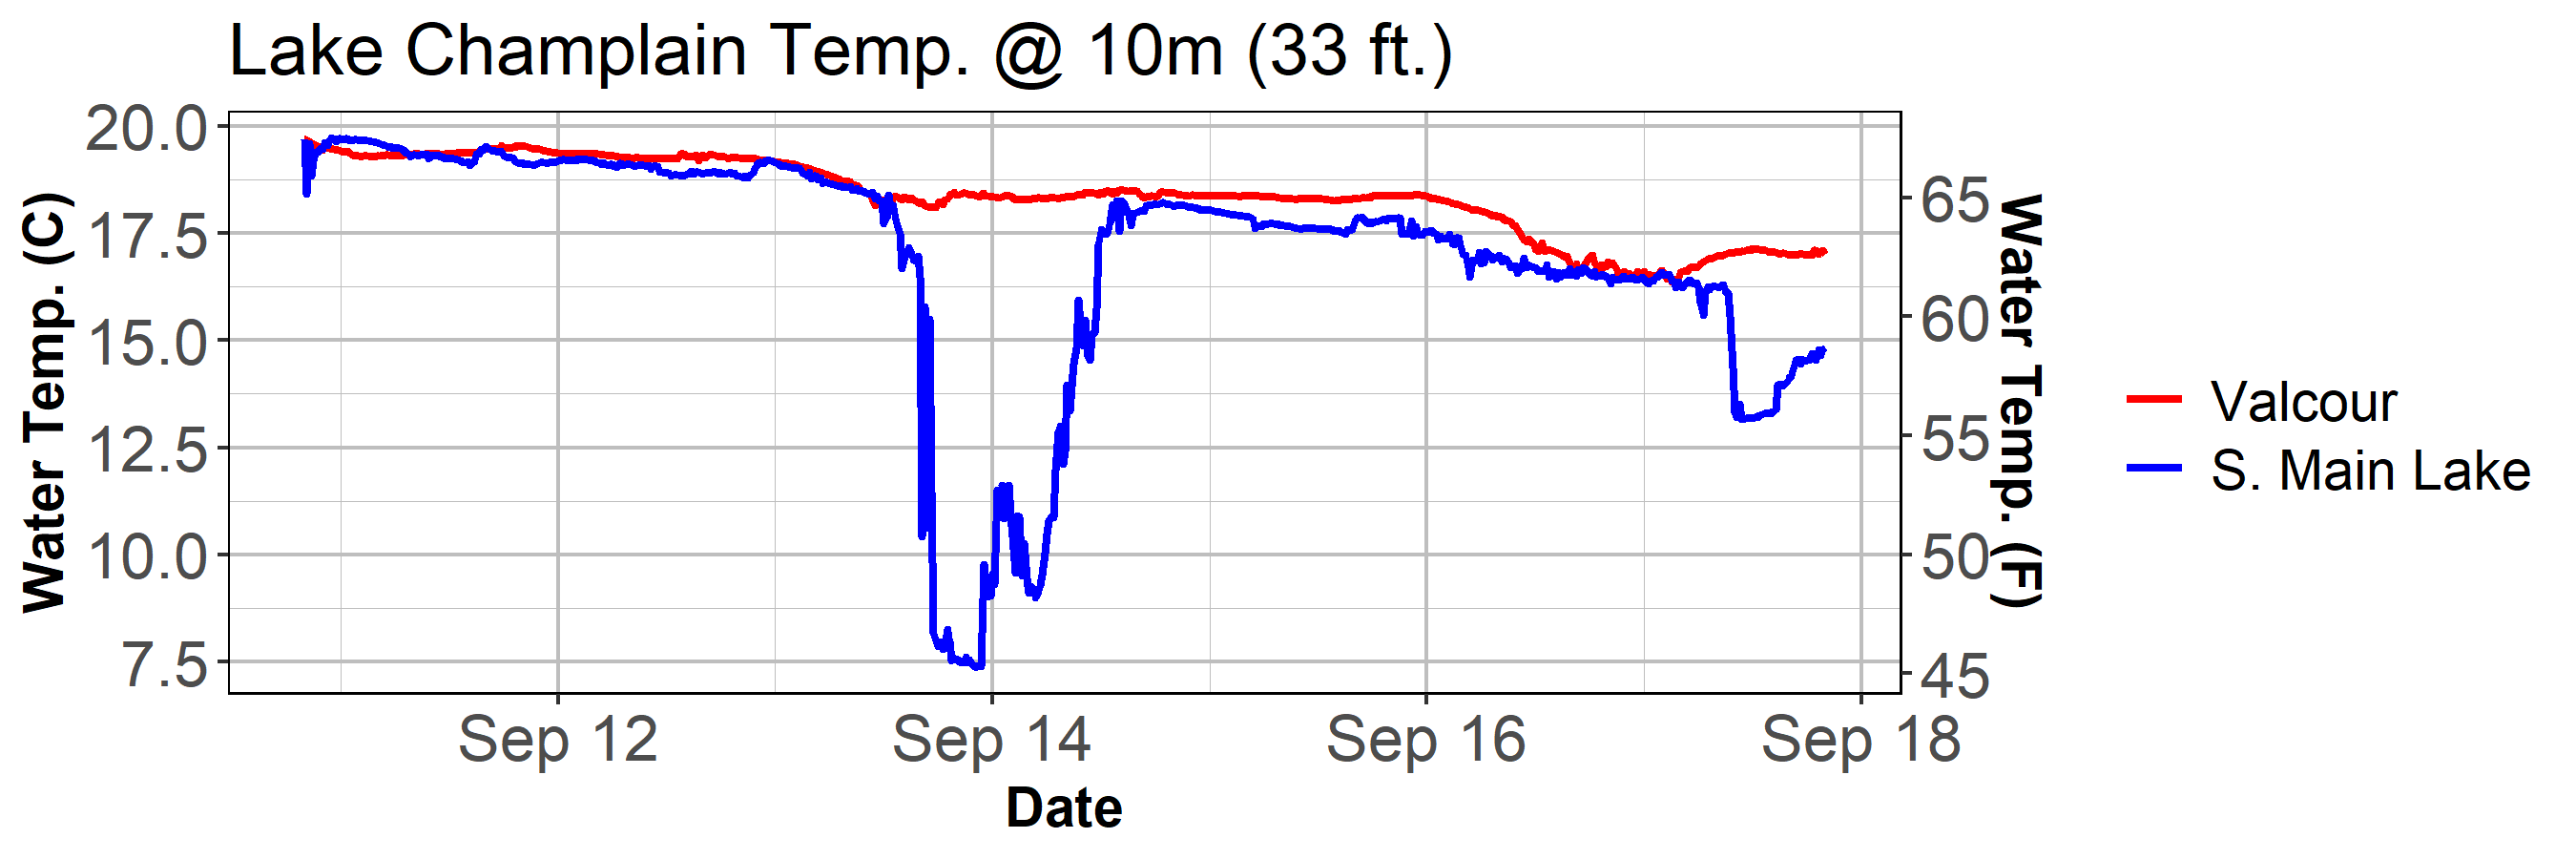 Lake Champlain Temp. @ 10m (33 ft.)
Water Temp. (C)
20.0
17.5
15.0
12.5
10.0
7.5
65
60
55
50
45
Water Temp. (F)
Sep 12
Sep 14
Sep 16
Sep 18
Date
Valcour
S. Main Lake